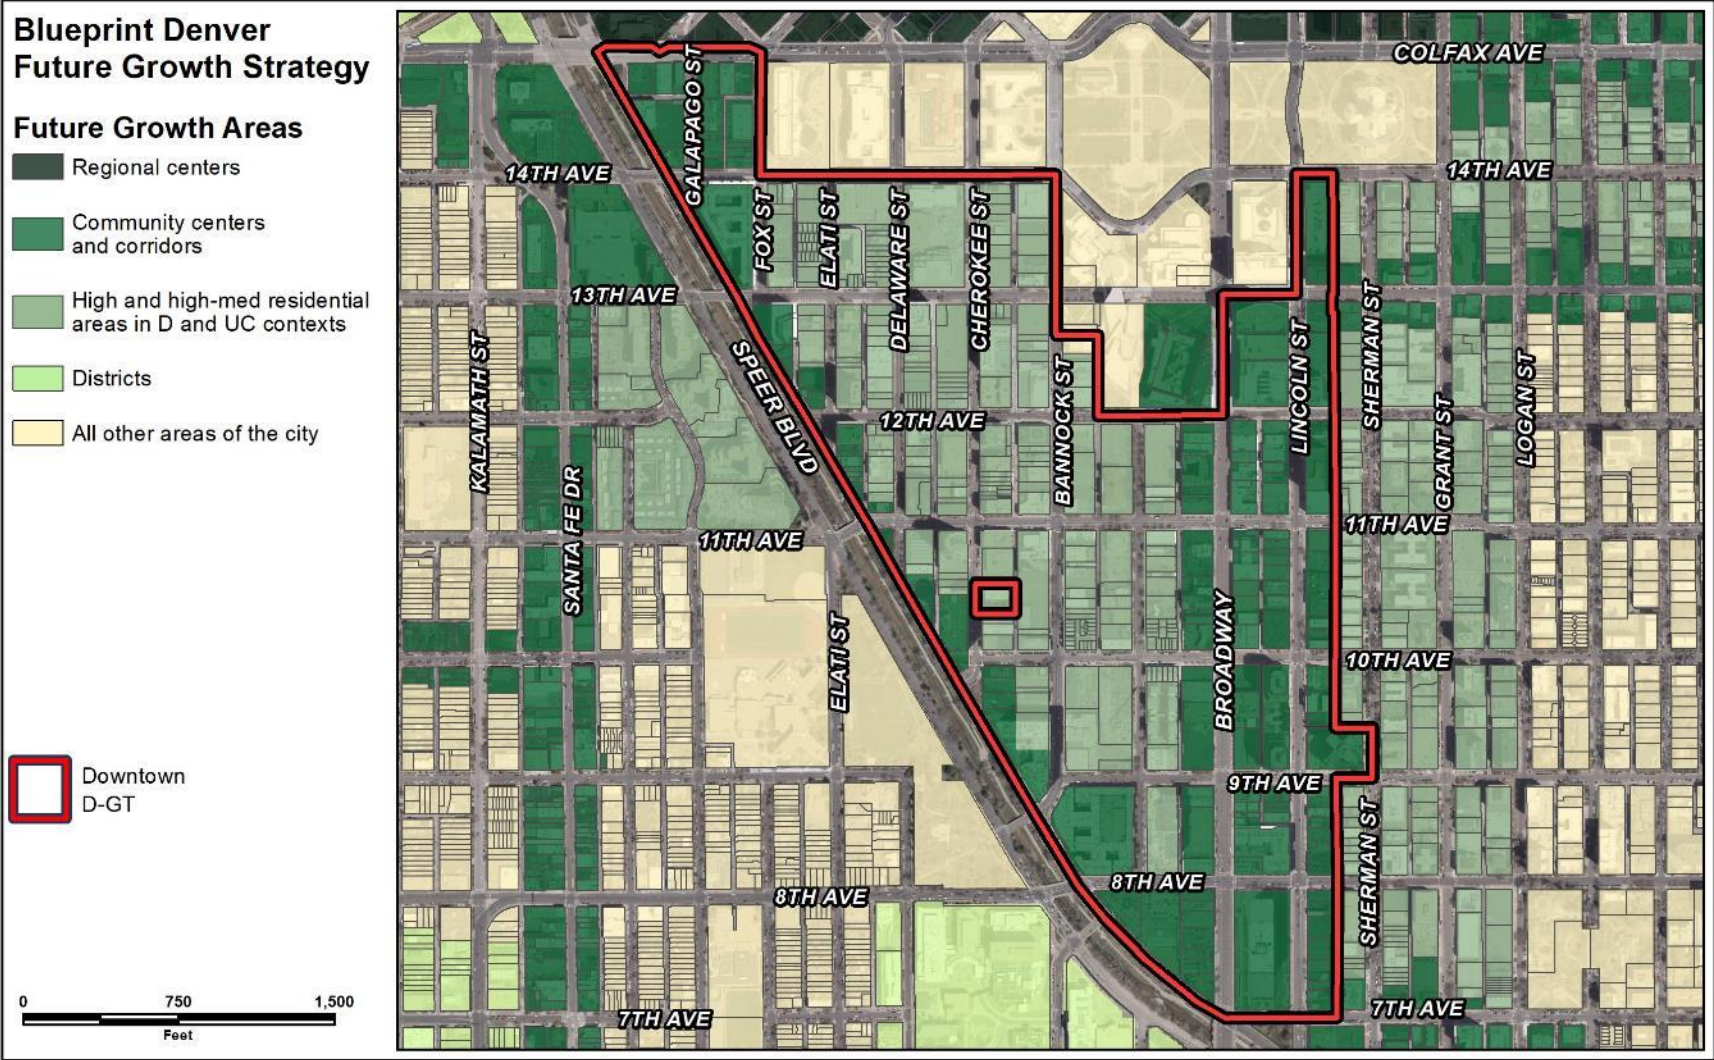 Blueprint Denver
Future Growth Strategy
Future Growth Areas
Regional centers
Community centers
and corridors
High and high-med residential
areas in D and UC contexts
Districts
All other areas of the city
Downtown
D-GT
0 750 1,500
Feet
COLFAX AVE
GALAPAGO ST
14TH AVE
14TH AVE
FOX ST
ELATI ST
DELAWARE ST
CHEROKEE ST
13TH AVE
KALAMATH ST
SPEER BLVD
BANNOCK ST
LINCOLN ST
SHERMAN ST
GRANT ST
LOGAN ST
12TH AVE
SANTA FE DR
11TH AVE
11TH AVE
ELATI ST
BROADWAY
10TH AVE
9TH AVE
SHERMAN ST
8TH AVE
8TH AVE
7TH AVE
7TH AVE